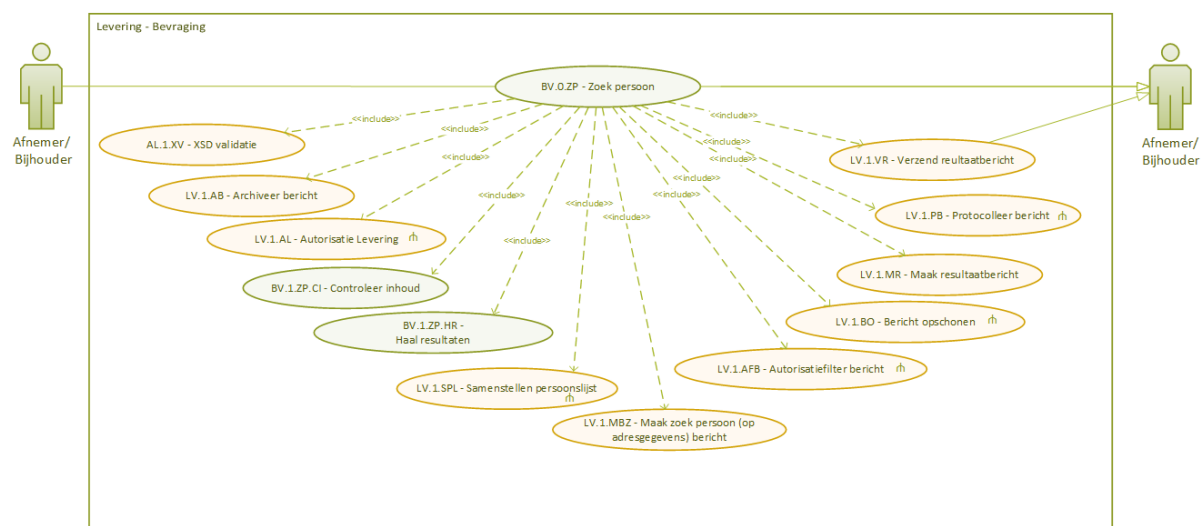 Levering - Bevraging
BV.0.ZP - Zoek persoon
Afnemer/
Bijhouder
Afnemer/
Bijhouder
<<include>>
<<include>>
<<include>>
<<include>>
<<include>>
<<include>>
<<include>>
<<include>>
<<include>>
<<include>>
<<include>>
<<include>>
AL.1.XV - XSD validatie
LV.1.AB - Archiveer bericht
LV.1.AL - Autorisatie Levering
BV.1.ZP.CI - Controleer inhoud
BV.1.ZP.HR -
Haal resultaten
LV.1.SPL - Samenstellen persoonslijst
LV.1.MBZ - Maak zoek persoon (op
adresgegevens) bericht
LV.1.AFB - Autorisatiefilter bericht
LV.1.BO - Bericht opschonen
LV.1.MR - Maak resultaatbericht
LV.1.PB - Protocolleer bericht
LV.1.VR - Verzend reultaatbericht